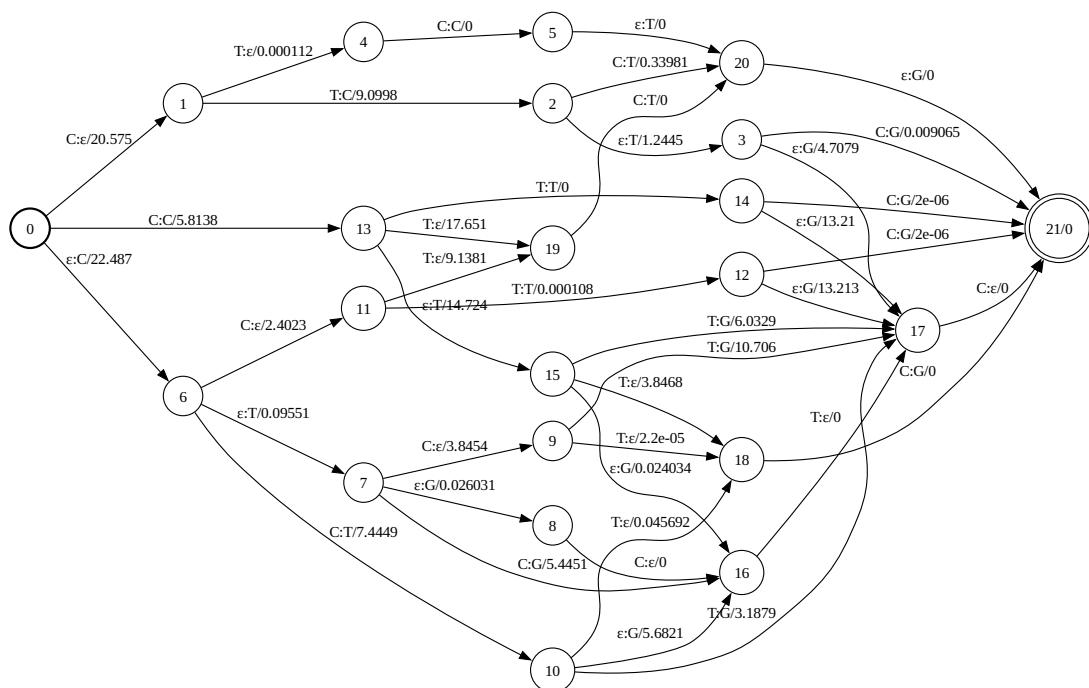 C:C/0
5
ε:T/0
4
T:ε/0.000112
C:T/0.33981
20
ε:G/0
1
T:C/9.0998
2
C:T/0
C:ε/20.575
ε:T/1.2445
3
C:G/0.009065
ε:G/4.7079
T:T/0
14
C:G/2e-06
0
C:C/5.8138
13
T:ε/17.651
ε:G/13.21
21/0
ε:C/22.487
T:ε/9.1381
19
C:G/2e-06
12
T:T/0.000108
ε:G/13.213
C:ε/0
11
ε:T/14.724
C:ε/2.4023
T:G/6.0329
17
T:G/10.706
15
C:G/0
6
T:ε/3.8468
ε:T/0.09551
T:ε/0
C:ε/3.8454
9
T:ε/2.2e-05
18
7
ε:G/0.026031
ε:G/0.024034
8
T:ε/0.045692
C:T/7.4449
C:G/5.4451
C:ε/0
16
T:G/3.1879
ε:G/5.6821
10